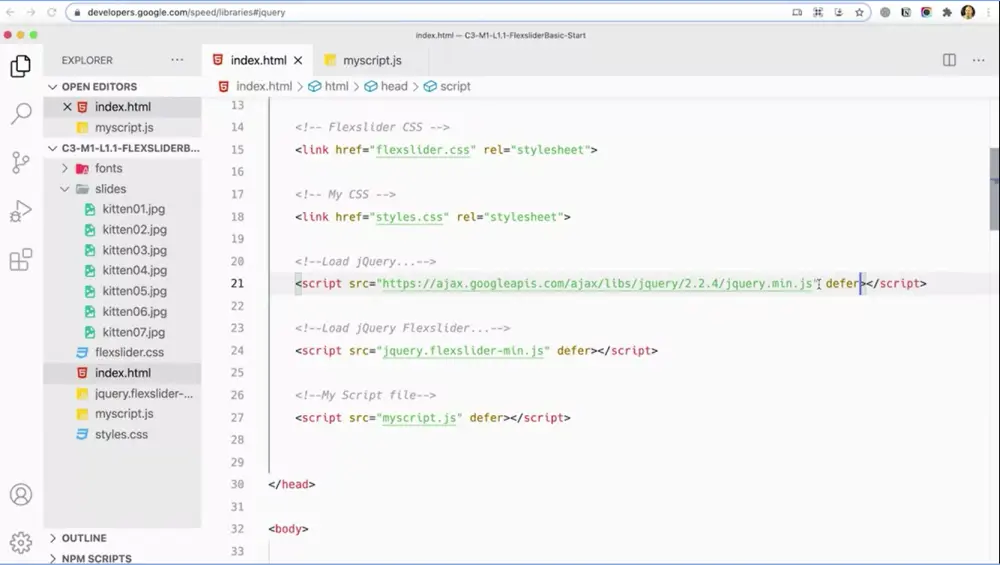 developers.google.com/speed/libraries#jquery
index.html — C3-M1-L1.1-FlexsliderBasic-Start
EXPLORER
index.html
myscript.js
OPEN EDITORS
index.html
myscript.js
C3-M1-L1.1-FLEXSLIDERB...
fonts
slides
kitten01.jpg
kitten02.jpg
kitten03.jpg
kitten04.jpg
kitten05.jpg
kitten06.jpg
kitten07.jpg
flexslider.css
index.html
jquery.flexslider-...
myscript.js
styles.css
OUTLINE
NPM SCRIPTS
index.html > html > head > script
13
14 <!-- Flexslider CSS -->
15 <link href="flexslider.css" rel="stylesheet">
16
17 <!-- My CSS -->
18 <link href="styles.css" rel="stylesheet">
19
20 <!--Load jQuery...-->
21 <script src="https://ajax.googleapis.com/ajax/libs/jquery/2.2.4/jquery.min.js" defer></script>
22
23 <!--Load jQuery Flexslider...-->
24 <script src="jquery.flexslider-min.js" defer></script>
25
26 <!--My Script file-->
27 <script src="myscript.js" defer></script>
28
29
30 </head>
31
32 <body>
33